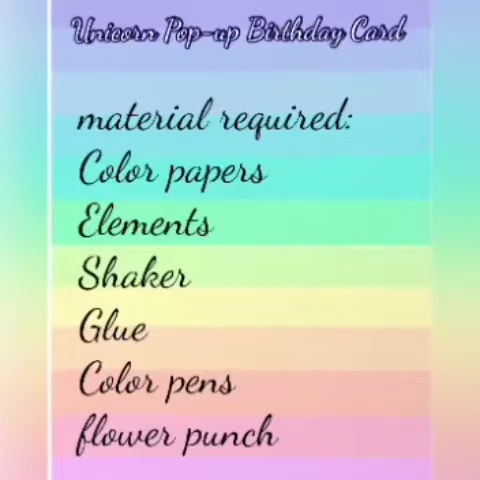 Unicorn Pop-up Birthday Card
material required:
Color papers
Elements
Shaker
Glue
Color pens
flower punch